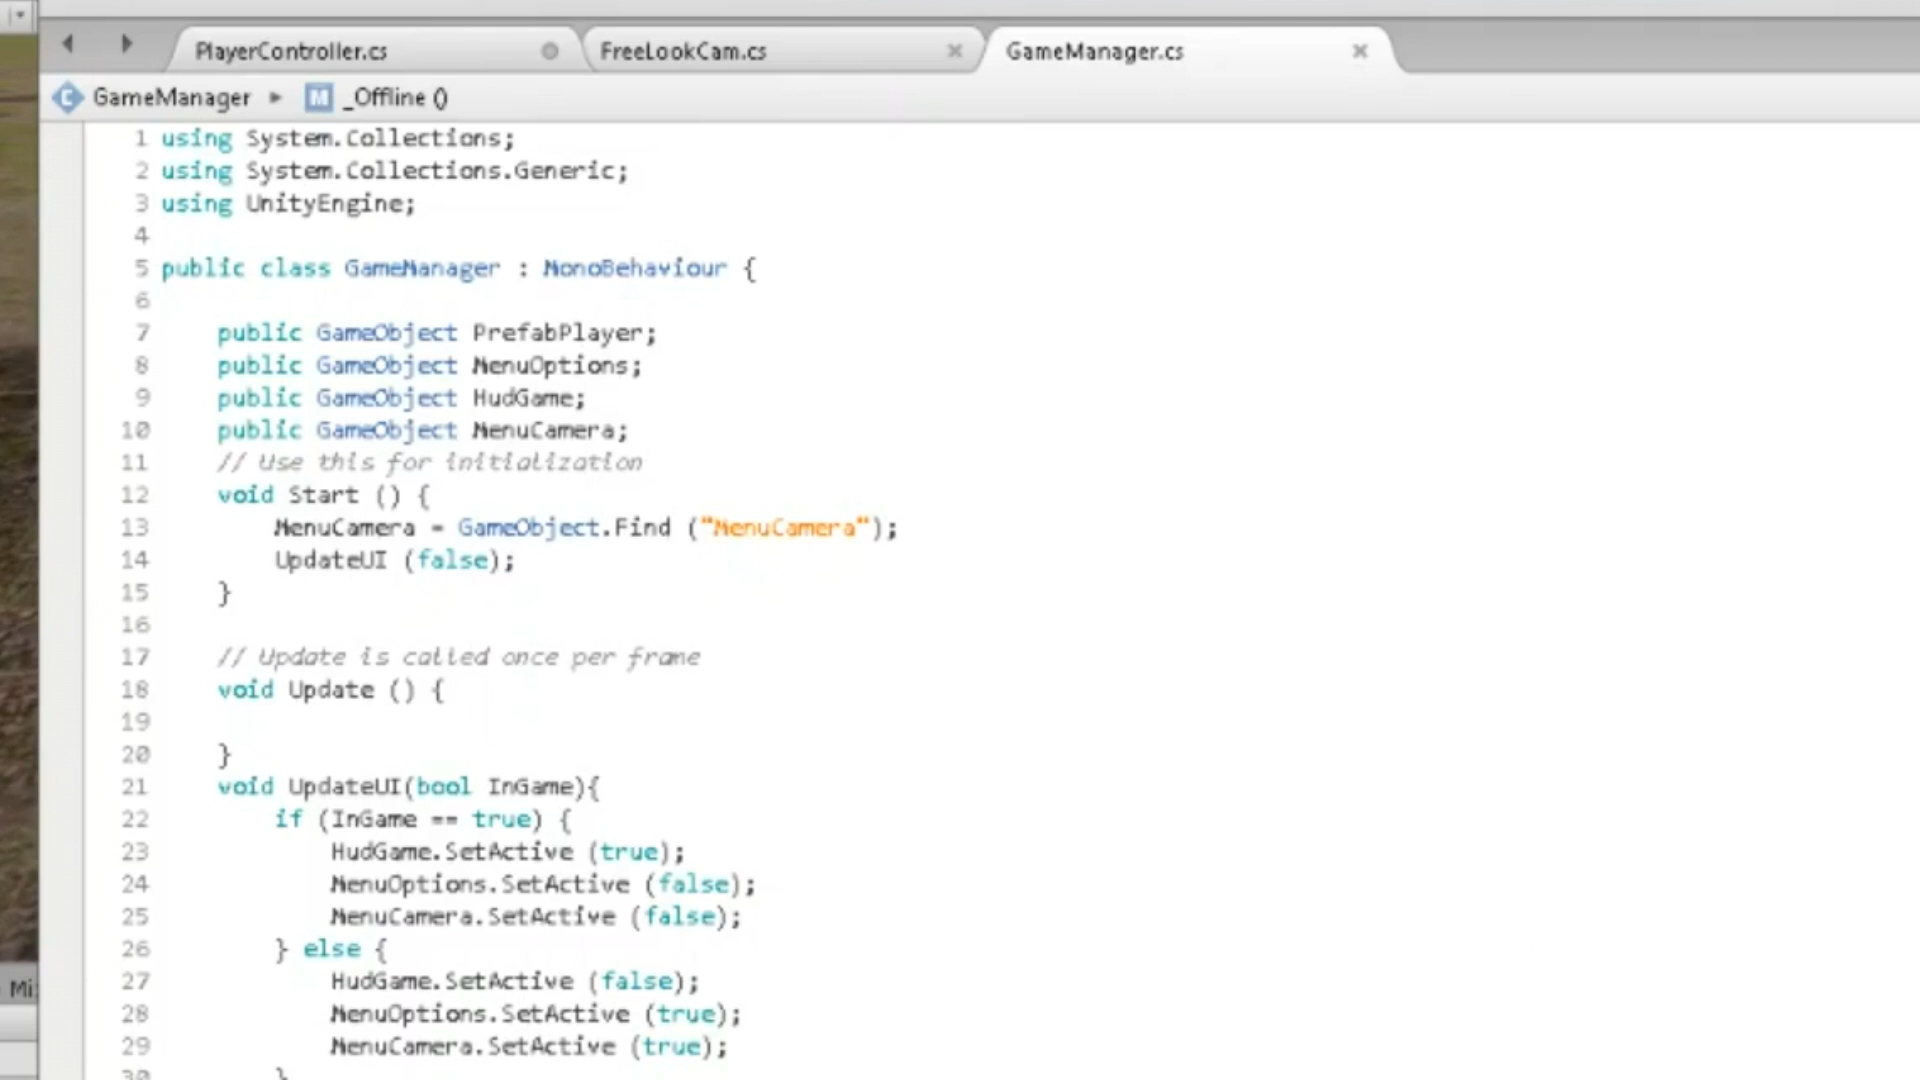 PlayerController.cs
FreeLookCam.cs
GameManager.cs
GameManager
M _Offline ()
1 using System.Collections;
2 using System.Collections.Generic;
3 using UnityEngine;
4
5 public class GameManager : MonoBehaviour {
6
7 public GameObject PrefabPlayer;
8 public GameObject MenuOptions;
9 public GameObject HudGame;
10 public GameObject MenuCamera;
11 // Use this for initialization
12 void Start () {
13 MenuCamera = GameObject.Find ("MenuCamera");
14 UpdateUI (false);
15 }
16
17 // Update is called once per frame
18 void Update () {
19
20 }
21 void UpdateUI(bool InGame){
22 if (InGame == true) {
23 HudGame.SetActive (true);
24 MenuOptions.SetActive (false);
25 MenuCamera.SetActive (false);
26 } else {
27 HudGame.SetActive (false);
28 MenuOptions.SetActive (true);
29 MenuCamera.SetActive (true);
30 }